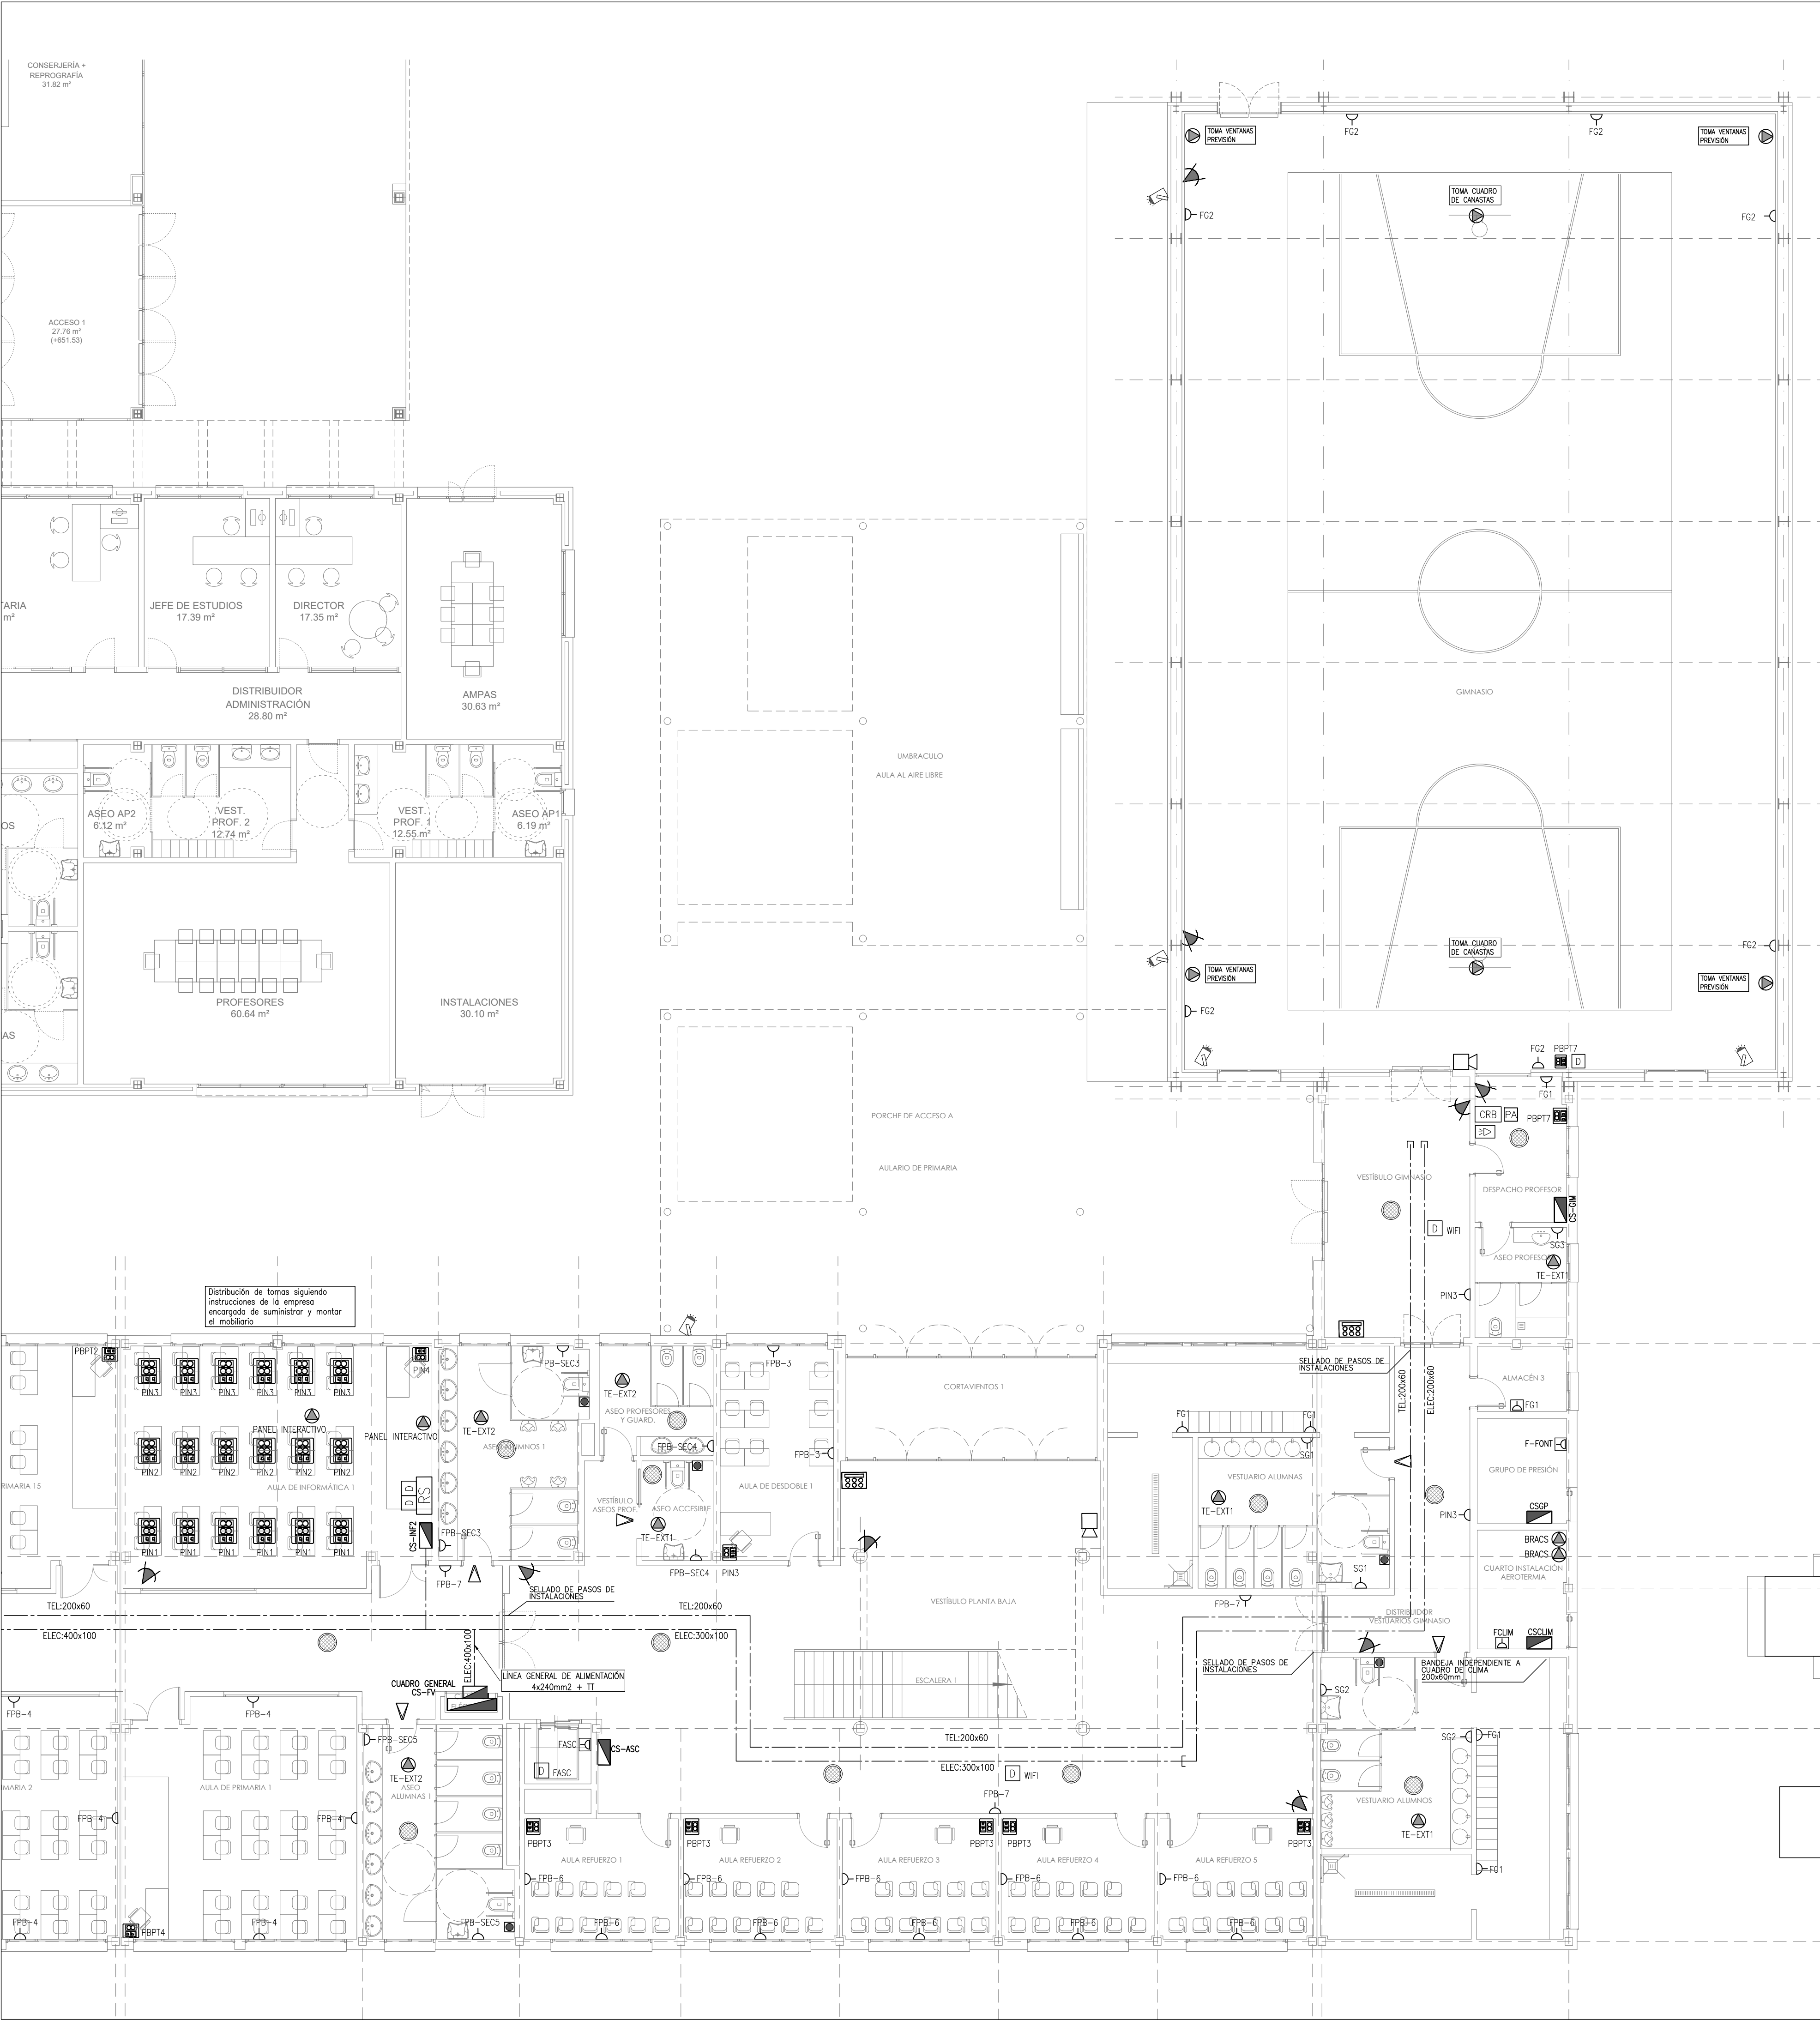 CONSERJERÍA +
REPROGRAFÍA
31.82 m²
ACCESO 1
27.76 m²
(+651.53)
TOMA VENTANAS
PREVISIÓN
FG2
FG2
TOMA VENTANAS
PREVISIÓN
FG2
TOMA CUADRO
DE CANASTAS
FG2
TARIA
m²
JEFE DE ESTUDIOS
17.39 m²
DIRECTOR
17.35 m²
AMPAS
30.63 m²
DISTRIBUIDOR
ADMINISTRACIÓN
28.80 m²
GIMNASIO
UMBRACULO
AULA AL AIRE LIBRE
OS
ASEO AP2
6.12 m²
VEST.
PROF. 2
12.74 m²
VEST.
PROF. 1
12.55 m²
ASEO AP1
6.19 m²
PROFESORES
60.64 m²
INSTALACIONES
30.10 m²
AS
TOMA VENTANAS
PREVISIÓN
FG2
TOMA CUADRO
DE CANASTAS
FG2
TOMA VENTANAS
PREVISIÓN
FG2 PBPT7 D
FG1
CRB PA
PBPT7
PORCHE DE ACCESO A
AULARIO DE PRIMARIA
VESTÍBULO GIMNASIO
DESPACHO PROFESOR
CS-GIM
D WIFI
SG3
ASEO PROFESOR
TE-EXT1
PIN3
Distribución de tomas siguiendo
instrucciones de la empresa
encargada de suministrar y montar
el mobiliario
PBPT2
PIN3 PIN3 PIN3 PIN3 PIN3 PIN3
PIN4
FPB-SEC3
TE-EXT2
FPB-3
CORTAVIENTOS 1
SELLADO DE PASOS DE
INSTALACIONES
TEL:200x60
ELEC:200x60
ALMACÉN 3
FG1
PANEL INTERACTIVO
PANEL INTERACTIVO
TE-EXT2
ASEO ALUMNOS 1
ASEO PROFESORES
Y GUARD.
FPB-SEC4
FPB-3
FG1
FG1
SG1
F-FONT
GRUPO DE PRESIÓN
PIN2 PIN2 PIN2 PIN2 PIN2 PIN2
RIMARIA 15
AULA DE INFORMÁTICA 1
D D
RS
AULA DE DESDOBLE 1
VESTUARIO ALUMNAS
TE-EXT1
VESTÍBULO
ASEOS PROF.
ASEO ACCESIBLE
TE-EXT1
PIN3
CSGP
CS-INF2
FPB-SEC3
PIN1 PIN1 PIN1 PIN1 PIN1 PIN1
BRACS
BRACS
CUARTO INSTALACIÓN
AEROTERMIA
FPB-7
FPB-SEC4
PIN3
SG1
SELLADO DE PASOS DE
INSTALACIONES
VESTÍBULO PLANTA BAJA
FPB-7
DISTRIBUIDOR
VESTUARIOS GIMNASIO
TEL:200x60
TEL:200x60
ELEC:400x100
ELEC:300x100
FCLIM
CSCLIM
ELEC:400x100
LÍNEA GENERAL DE ALIMENTACIÓN
4x240mm2 + TT
CUADRO GENERAL
CS-FV
ESCALERA 1
SELLADO DE PASOS DE
INSTALACIONES
BANDEJA INDEPENDIENTE A
CUADRO DE CLIMA
200x60mm
SG2
FPB-4
FPB-4
FPB-SEC5
FASC
CS-ASC
TEL:200x60
SG2
FG1
ELEC:300x100
D FASC
D WIFI
TE-EXT2
ASEO
ALUMNAS 1
MARIA 2
AULA DE PRIMARIA 1
FPB-7
VESTUARIO ALUMNOS
FPB-4
FPB-4
TE-EXT1
PBPT3
PBPT3
PBPT3
PBPT3
PBPT3
AULA REFUERZO 1
AULA REFUERZO 2
AULA REFUERZO 3
AULA REFUERZO 4
AULA REFUERZO 5
FG1
FPB-6
FPB-6
FPB-6
FPB-6
FPB-6
FPB-4
PBPT4
FPB-4
FPB-SEC5
FPB-6
FPB-6
FPB-6
FPB-6
FPB-6